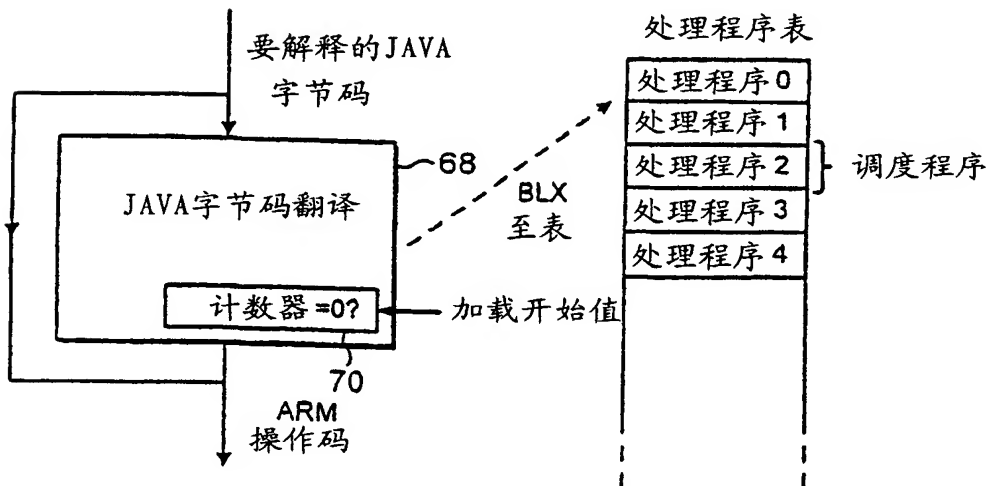 要解释的JAVA
字节码
68
JAVA字节码翻译
计数器=0?
加载开始值
70
ARM
操作码
BLX
至表
处理程序表
处理程序0
处理程序1
处理程序2
处理程序3
处理程序4
调度程序